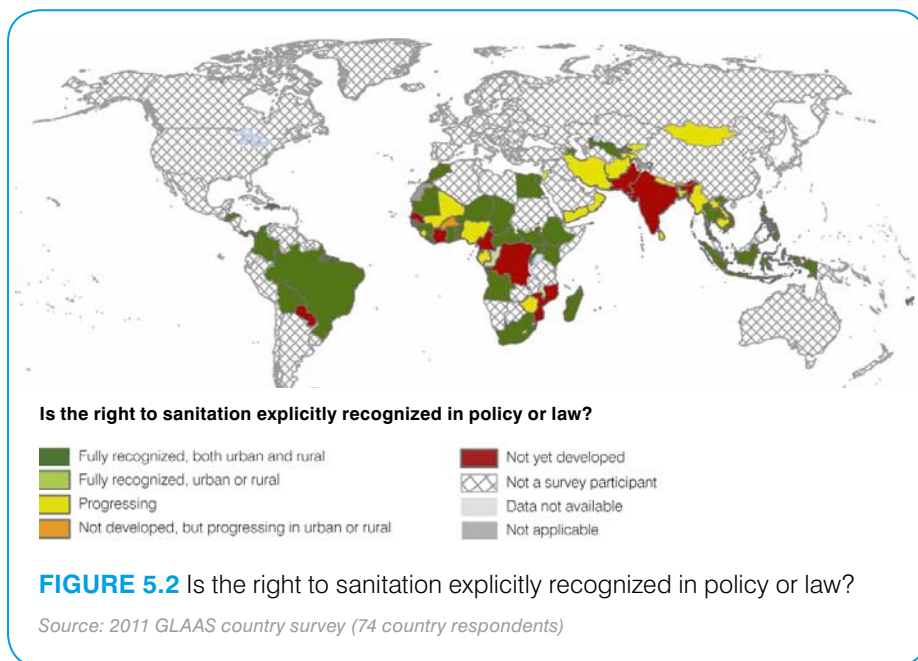 Is the right to sanitation explicitly recognized in policy or law?
Fully recognized, both urban and rural
Fully recognized, urban or rural
Progressing
Not developed, but progressing in urban or rural
Not yet developed
Not a survey participant
Data not available
Not applicable
FIGURE 5.2 Is the right to sanitation explicitly recognized in policy or law?
Source: 2011 GLAAS country survey (74 country respondents)